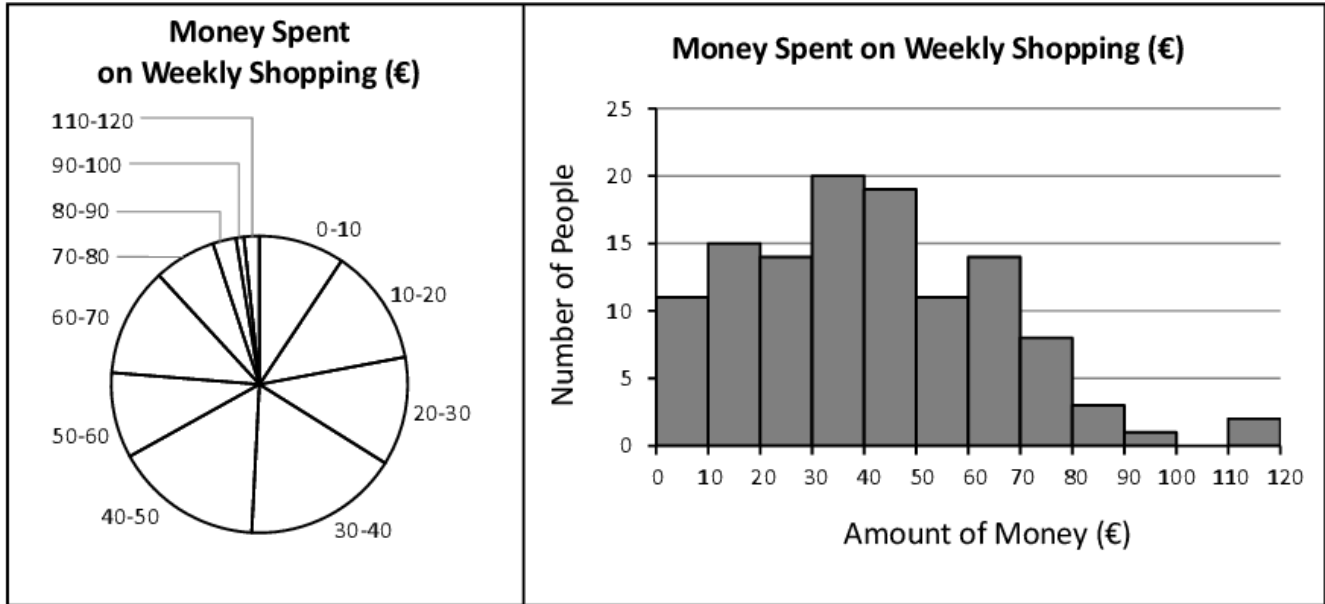 Money Spent
on Weekly Shopping (€)
110-120
90-100
80-90
70-80
60-70
50-60
40-50
30-40
20-30
10-20
0-10
Money Spent on Weekly Shopping (€)
Number of People
25
20
15
10
5
0
0 10 20 30 40 50 60 70 80 90 100 110 120
Amount of Money (€)